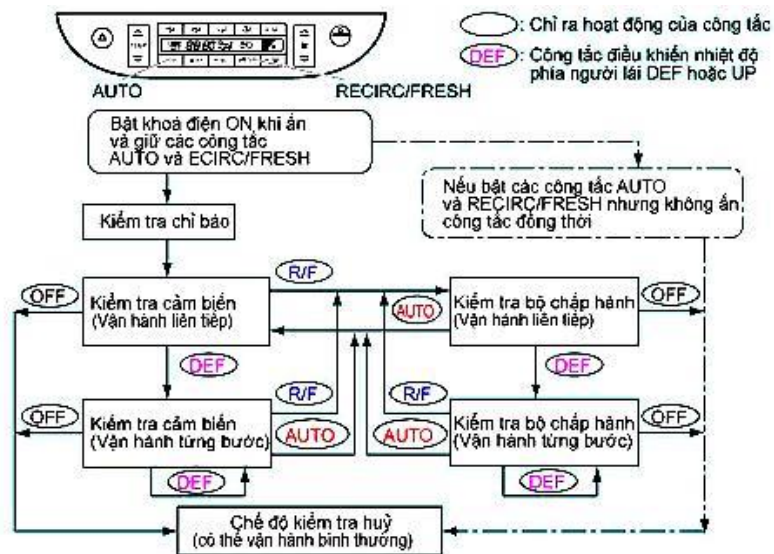 : Chỉ ra hoạt động của công tắc
DEF : Công tắc điều khiển nhiệt độ
phía người lái DEF hoặc UP
AUTO
RECIRC/FRESH
Bật khoá điện ON khi ấn
và giữ các công tắc
AUTO và ECIRC/FRESH
Nếu bật các công tắc AUTO
và RECIRC/FRESH nhưng không ấn
công tắc đồng thời
Kiểm tra chỉ báo
R/F
OFF
Kiểm tra cảm biến
(Vận hành liên tiếp)
AUTO
Kiểm tra bộ chấp hành
(Vận hành liên tiếp)
OFF
DEF
DEF
R/F
R/F
OFF
Kiểm tra cảm biến
(Vận hành từng bước)
AUTO
AUTO
Kiểm tra bộ chấp hành
(Vận hành từng bước)
OFF
DEF
DEF
Chế độ kiểm tra huỷ
(có thể vận hành bình thường)